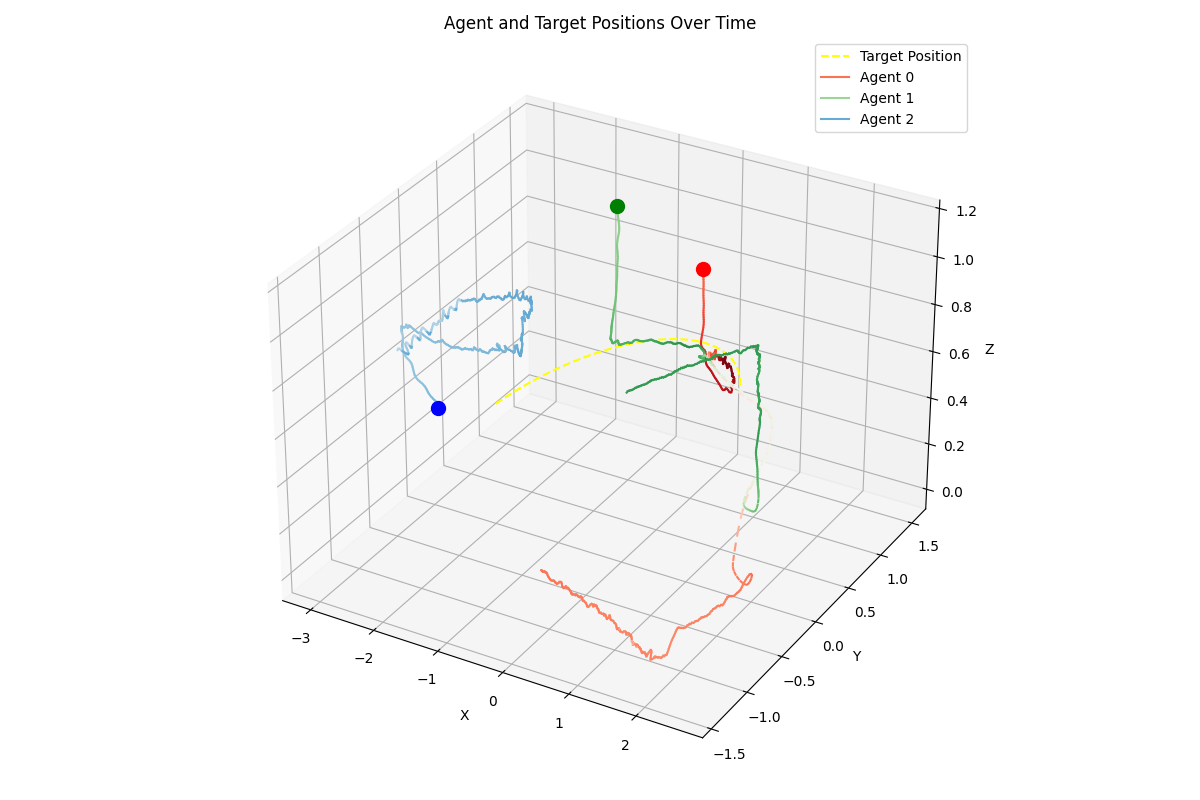 Agent and Target Positions Over Time
Target Position
Agent 0
Agent 1
Agent 2
1.2
1.0
0.8
0.6
Z
0.4
0.2
0.0
1.5
1.0
0.5
0.0
Y
−0.5
−1.0
−1.5
−3
−2
−1
0
X
1
2